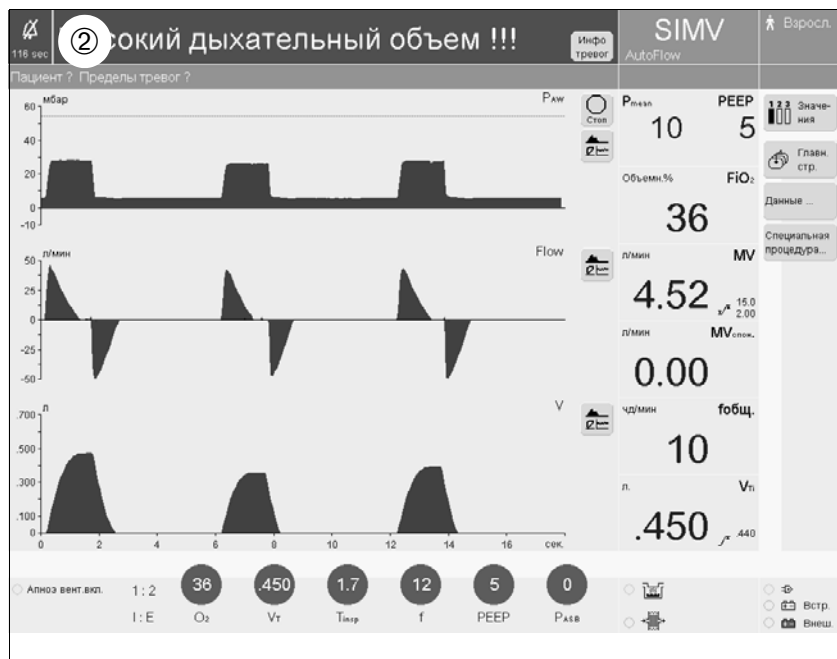 116 sec
②
окий дыхательный объем !!!
Инфо
тревог
SIMV
AutoFlow
Взросл.
Пациент ? Пределы тревог ?
мбар
PAW
60
40
20
0
-10
Стоп
Pmean
PEEP
10
5
Объемн.%
FiO2
36
л/мин
Flow
50
25
0
-25
-50
л/мин
MV
4.52
15.0
2.00
л/мин
MVспон.
0.00
л
V
.700
.500
.300
.100
0
0 2 4 6 8 10 12 14 16 сек.
чд/мин
fобщ.
10
л.
VTi
.450
.440
1 2 3 Значе-
ния
Главн.
стр.
Данные ...
Специальная
процедура...
Апноэ вент.вкл.
1 : 2
I : E
36 .450 1.7 12 5 0
O2 VT Tinsp f PEEP PASB
Встр.
Внеш.